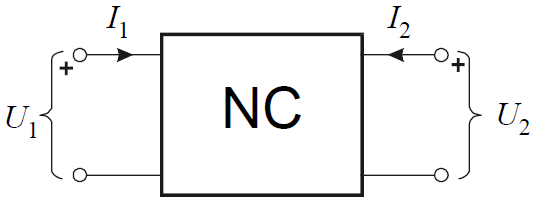 I1 I2
+ +
U1 NC U2